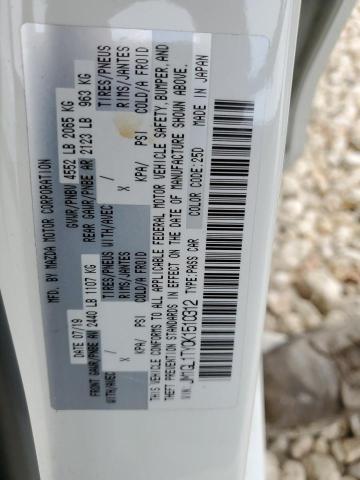 MFD. BY MAZDA MOTOR CORPORATION
DATE: 07/19 GVWR/PNBV 4552 LB 2065 KG
FRONT GAWR/PNBE AV 2440 LB 1107 KG REAR GAWR/PNBE AR 2123 LB 963 KG
WITH/AVEC TIRES/PNEUS WITH/AVEC TIRES/PNEUS
X RIMS/JANTES X RIMS/JANTES
KPA/ PSI COLD/A FROID KPA/ PSI COLD/A FROID
THIS VEHICLE CONFORMS TO ALL APPLICABLE FEDERAL MOTOR VEHICLE SAFETY, BUMPER, AND
THEFT PREVENTION STANDARDS IN EFFECT ON THE DATE OF MANUFACTURE SHOWN ABOVE.
COLOR CODE:25D MADE IN JAPAN
VIN: JM1GL1TY0K1510312 TYPE:PASS CAR